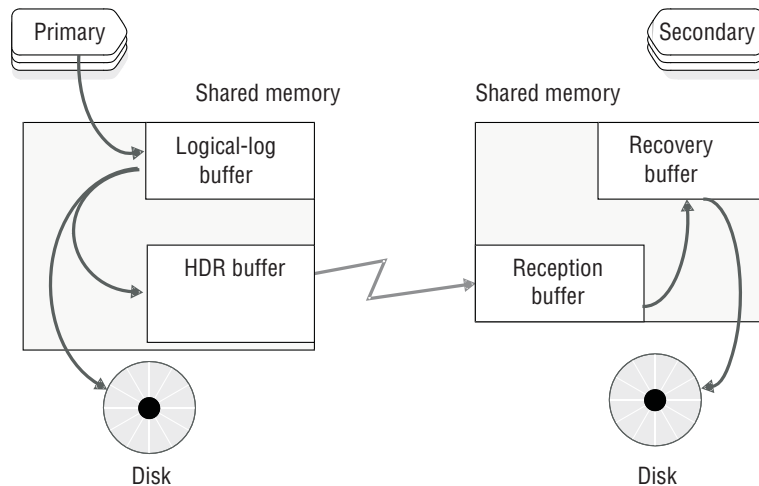 Primary
Secondary
Shared memory
Shared memory
Logical-log
buffer
Recovery
buffer
HDR buffer
Reception
buffer
Disk
Disk